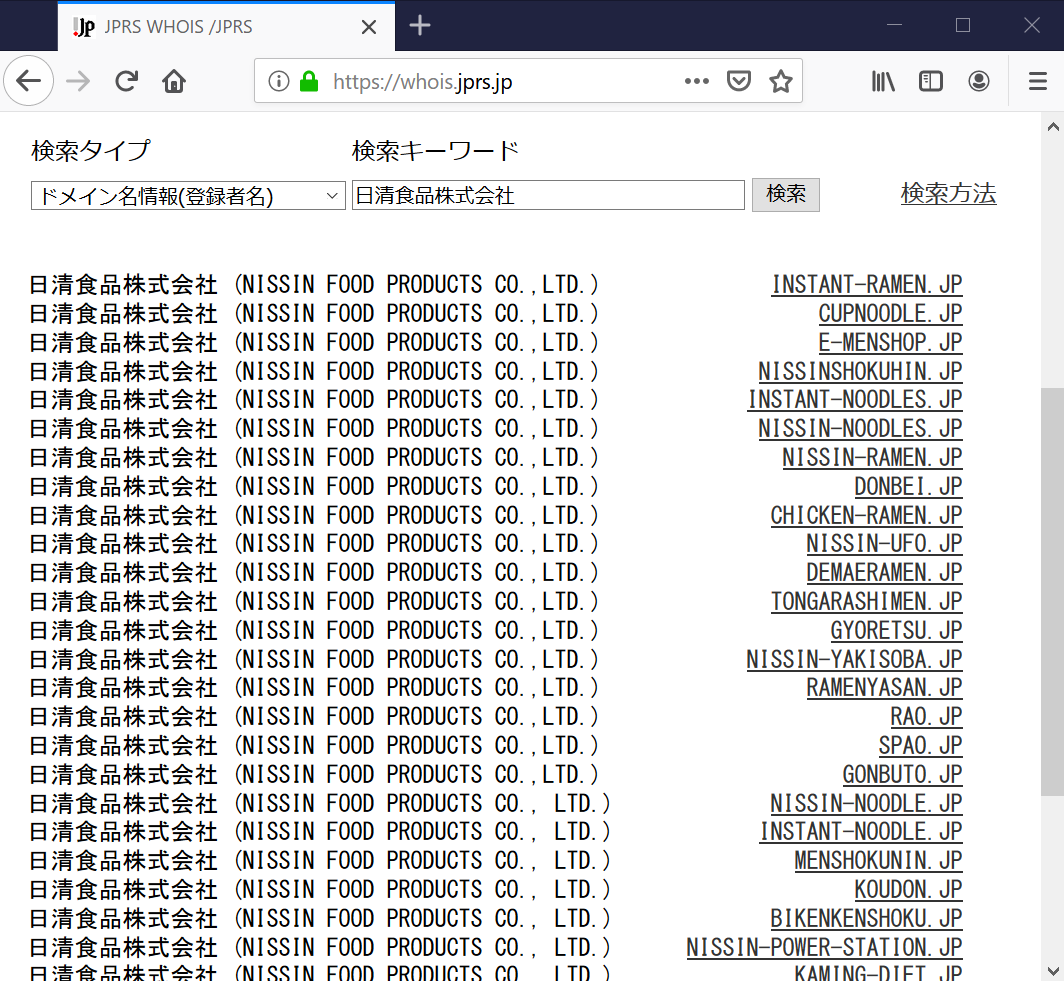 JPRS WHOIS /JPRS
https://whois.jprs.jp
検索タイプ 検索キーワード
ドメイン名情報(登録者名) 日清食品株式会社 検索 検索方法
日清食品株式会社 (NISSIN FOOD PRODUCTS CO.,LTD.) INSTANT-RAMEN.JP
日清食品株式会社 (NISSIN FOOD PRODUCTS CO.,LTD.) CUPNOODLE.JP
日清食品株式会社 (NISSIN FOOD PRODUCTS CO.,LTD.) E-MENSHOP.JP
日清食品株式会社 (NISSIN FOOD PRODUCTS CO.,LTD.) NISSINSHOKUHIN.JP
日清食品株式会社 (NISSIN FOOD PRODUCTS CO.,LTD.) INSTANT-NOODLES.JP
日清食品株式会社 (NISSIN FOOD PRODUCTS CO.,LTD.) NISSIN-NOODLES.JP
日清食品株式会社 (NISSIN FOOD PRODUCTS CO.,LTD.) NISSIN-RAMEN.JP
日清食品株式会社 (NISSIN FOOD PRODUCTS CO.,LTD.) DONBEI.JP
日清食品株式会社 (NISSIN FOOD PRODUCTS CO.,LTD.) CHICKEN-RAMEN.JP
日清食品株式会社 (NISSIN FOOD PRODUCTS CO.,LTD.) NISSIN-UFO.JP
日清食品株式会社 (NISSIN FOOD PRODUCTS CO.,LTD.) DEMAERAMEN.JP
日清食品株式会社 (NISSIN FOOD PRODUCTS CO.,LTD.) TONGARASHIMEN.JP
日清食品株式会社 (NISSIN FOOD PRODUCTS CO.,LTD.) GYORETSU.JP
日清食品株式会社 (NISSIN FOOD PRODUCTS CO.,LTD.) NISSIN-YAKISOBA.JP
日清食品株式会社 (NISSIN FOOD PRODUCTS CO.,LTD.) RAMENYASAN.JP
日清食品株式会社 (NISSIN FOOD PRODUCTS CO.,LTD.) RAO.JP
日清食品株式会社 (NISSIN FOOD PRODUCTS CO.,LTD.) SPAO.JP
日清食品株式会社 (NISSIN FOOD PRODUCTS CO.,LTD.) GONBUTO.JP
日清食品株式会社 (NISSIN FOOD PRODUCTS CO., LTD.) NISSIN-NOODLE.JP
日清食品株式会社 (NISSIN FOOD PRODUCTS CO., LTD.) INSTANT-NOODLE.JP
日清食品株式会社 (NISSIN FOOD PRODUCTS CO., LTD.) MENSHOKUNIN.JP
日清食品株式会社 (NISSIN FOOD PRODUCTS CO., LTD.) KOUDON.JP
日清食品株式会社 (NISSIN FOOD PRODUCTS CO., LTD.) BIKENKENSHOKU.JP
日清食品株式会社 (NISSIN FOOD PRODUCTS CO., LTD.) NISSIN-POWER-STATION.JP
日清食品株式会社 (NISSIN FOOD PRODUCTS CO., LTD.) KAMING-DIET.JP